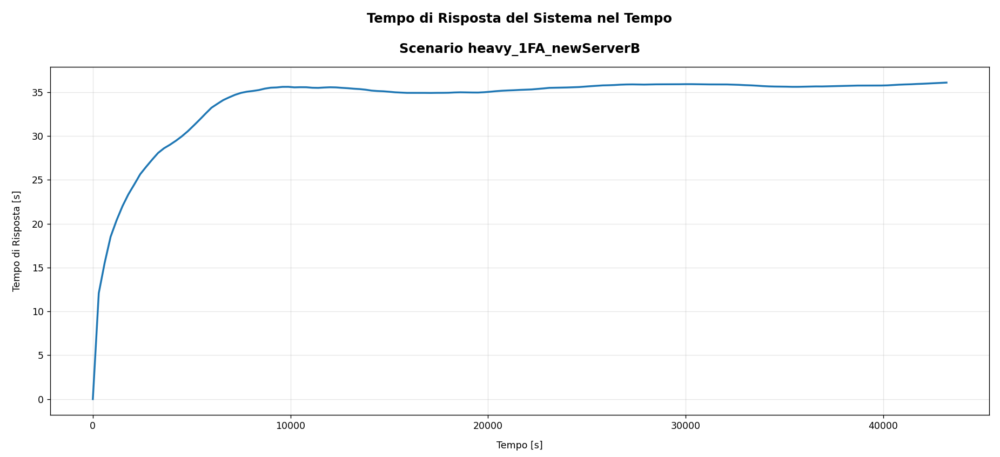 Tempo di Risposta del Sistema nel Tempo
Scenario heavy_1FA_newServerB
Tempo di Risposta [s]
35
30
25
20
15
10
5
0
0 10000 20000 30000 40000
Tempo [s]